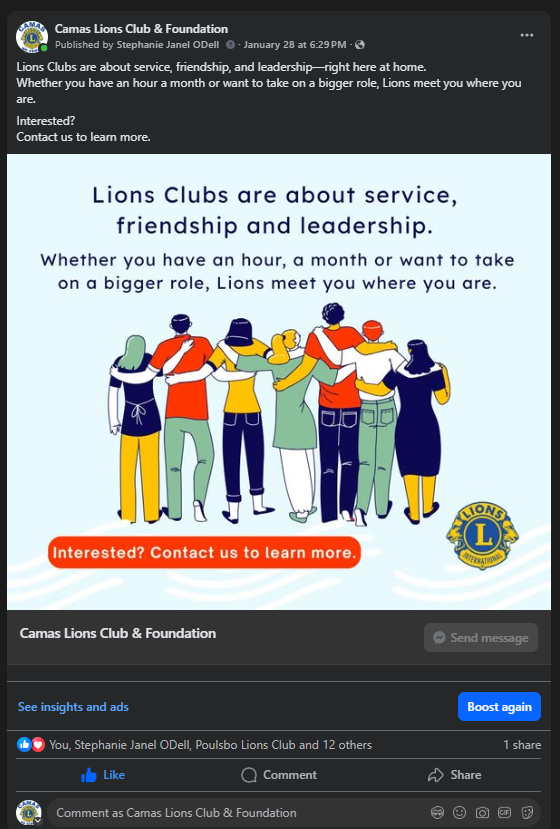 Camas Lions Club & Foundation
Published by Stephanie Janel ODell · January 28 at 6:29 PM ·
Lions Clubs are about service, friendship, and leadership—right here at home.
Whether you have an hour a month or want to take on a bigger role, Lions meet you where you
are.
Interested?
Contact us to learn more.
Lions Clubs are about service,
friendship and leadership.
Whether you have an hour, a month or want to take
on a bigger role, Lions meet you where you are.
LIONS
L
INTERNATIONAL
Interested? Contact us to learn more.
Camas Lions Club & Foundation
Send message
See insights and ads
Boost again
You, Stephanie Janel ODell, Poulsbo Lions Club and 12 others
1 share
Like
Comment
Share
Comment as Camas Lions Club & Foundation
GIF